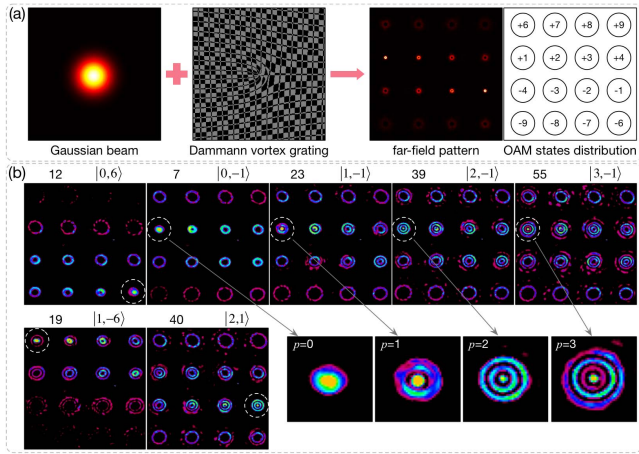 (a)
+6 +7 +8 +9
+1 +2 +3 +4
-4 -3 -2 -1
-9 -8 -7 -6
Gaussian beam Dammann vortex grating far-field pattern OAM states distribution
(b)
12 |0,6⟩ 7 |0,−1⟩ 23 |1,−1⟩ 39 |2,−1⟩ 55 |3,−1⟩
19 |1,−6⟩ 40 |2,1⟩
p=0 p=1 p=2 p=3